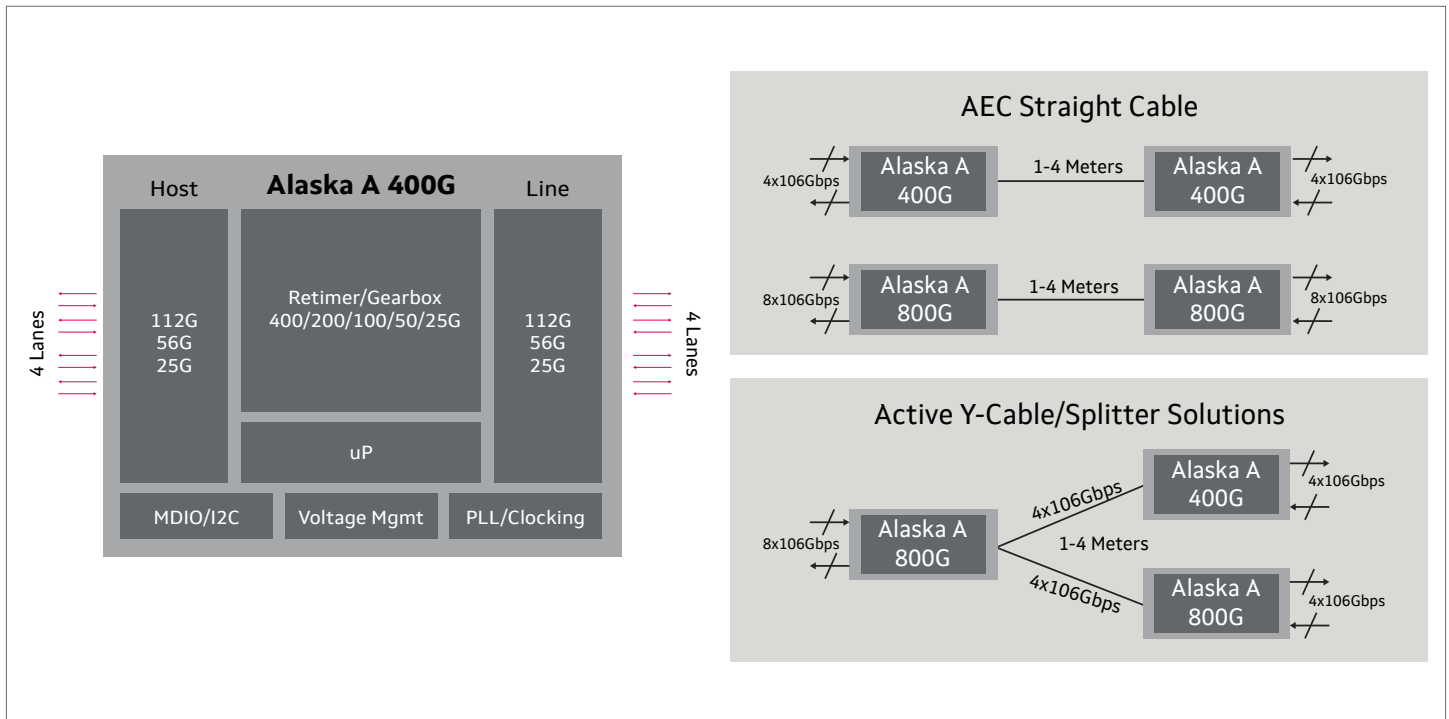 Host
Alaska A 400G
Line
4 Lanes
112G
56G
25G
Retimer/Gearbox
400/200/100/50/25G
112G
56G
25G
4 Lanes
uP
MDIO/I2C
Voltage Mgmt
PLL/Clocking
AEC Straight Cable
4x106Gbps
Alaska A
400G
1-4 Meters
Alaska A
400G
4x106Gbps
8x106Gbps
Alaska A
800G
1-4 Meters
Alaska A
800G
8x106Gbps
Active Y-Cable/Splitter Solutions
8x106Gbps
Alaska A
800G
4x106Gbps
1-4 Meters
4x106Gbps
Alaska A
400G
4x106Gbps
Alaska A
800G
4x106Gbps